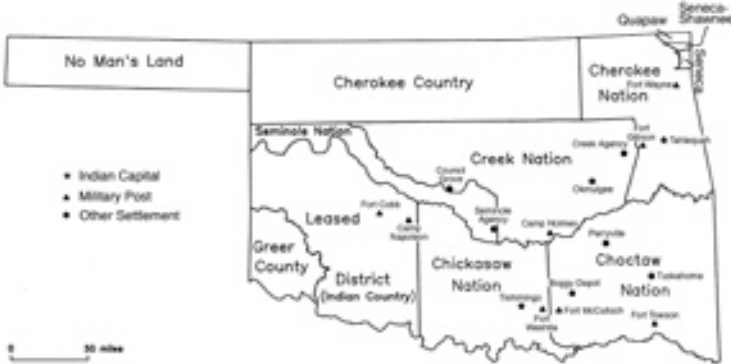 Seneca-
Shawnee
Quapaw
Seneca
No Man's Land
Cherokee Country
Cherokee
Nation
Fort Wayne
Seminole Nation
Creek Nation
Creek Agency
Fort
Gibson
Tahlequah
Council
Grove
Okmulgee
Indian Capital
Military Post
Other Settlement
Seminole
Agency
Camp Holmes
Leased
District
(Indian Country)
Fort Cobb
Camp
Napoleon
Greer
County
Chickasaw
Nation
Perryville
Choctaw
Nation
Tuskahoma
Boggy Depot
Tishomingo
Fort
Washita
Fort McCulloch
Fort Towson
0 50 miles